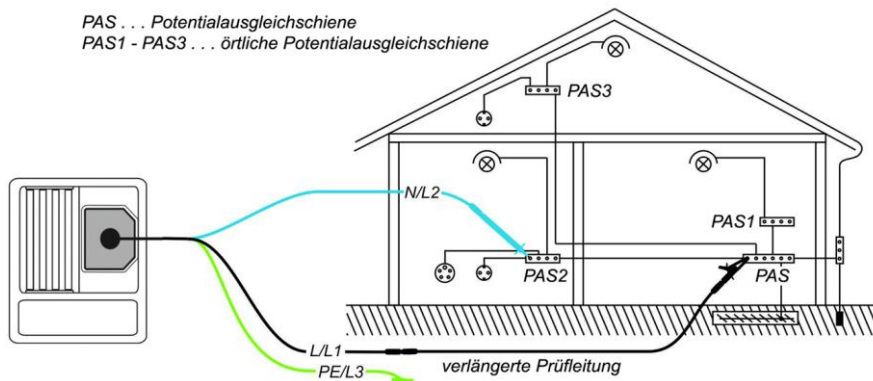 PAS . . . Potentialausgleichschiene
PAS1 - PAS3 . . . örtliche Potentialausgleichschiene
PAS3
N/L2
PAS1
PAS2
PAS
L/L1
verlängerte Prüfleitung
PE/L3